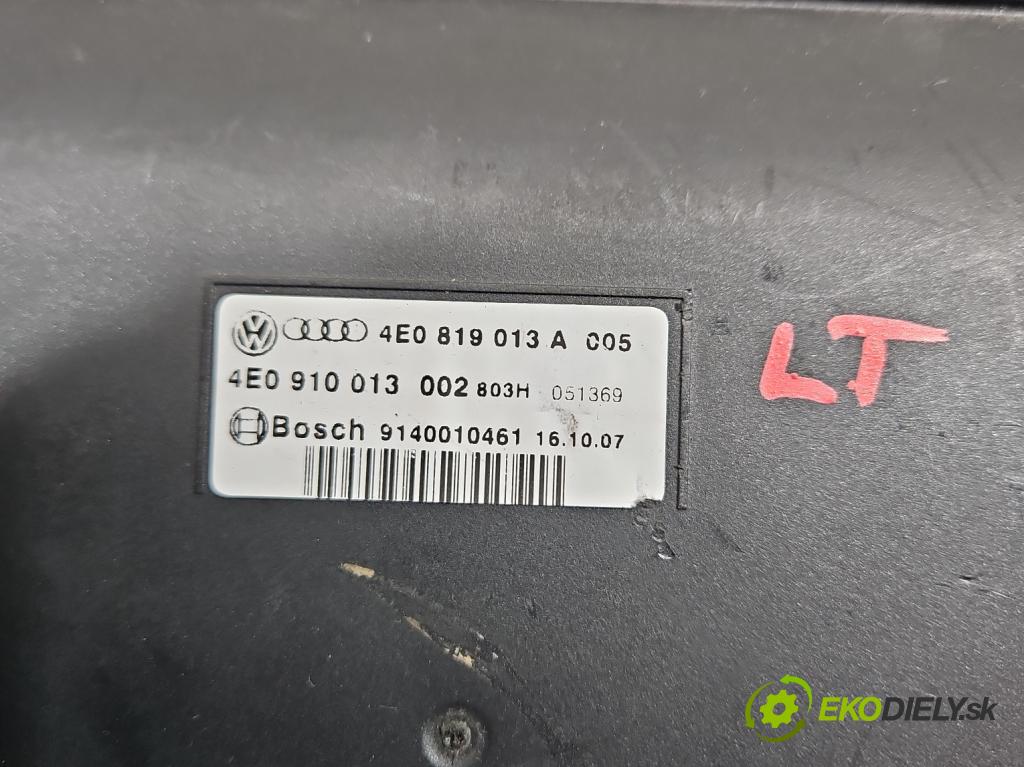 4E0 819 013 A 005
4E0 910 013 002 803H 051369
Bosch 9140010461 16.10.07
LT
EKODIELY.sk